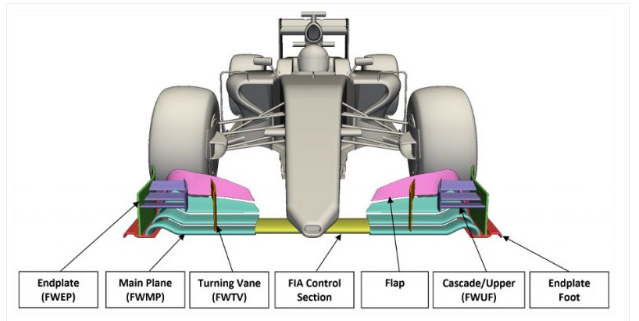 Endplate
(FWEP)
Main Plane
(FWMP)
Turning Vane
(FWTV)
FIA Control
Section
Flap
Cascade/Upper
(FWUF)
Endplate
Foot